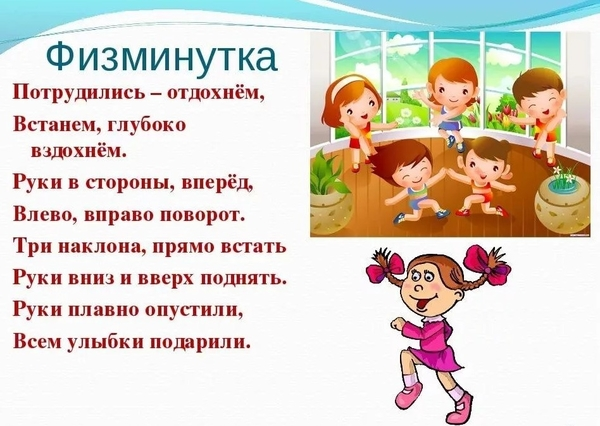 Физминутка
Потрудились – отдохнём,
Встанем, глубоко
вздохнём.
Руки в стороны, вперёд,
Влево, вправо поворот.
Три наклона, прямо встать
Руки вниз и вверх поднять.
Руки плавно опустили,
Всем улыбки подарили.